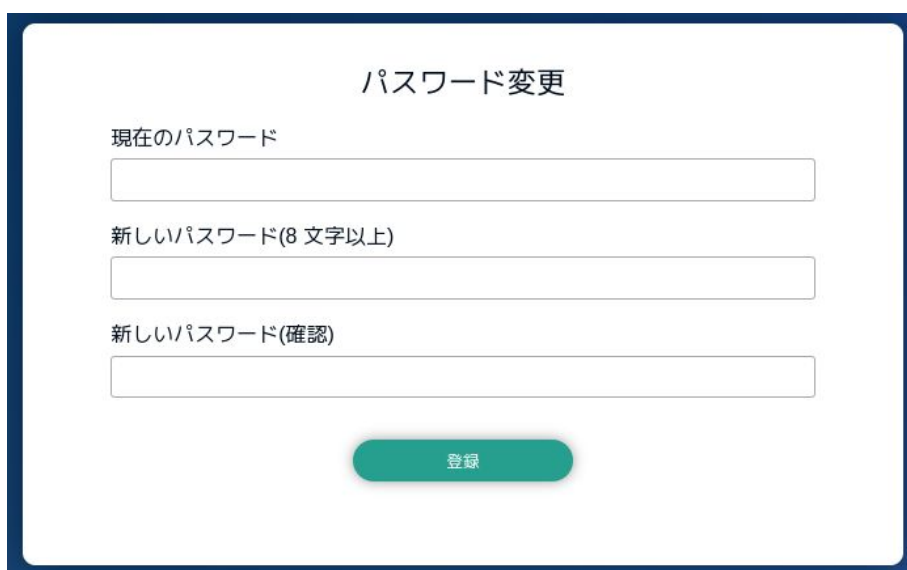 パスワード変更
現在のパスワード
新しいパスワード(8 文字以上)
新しいパスワード(確認)
登録